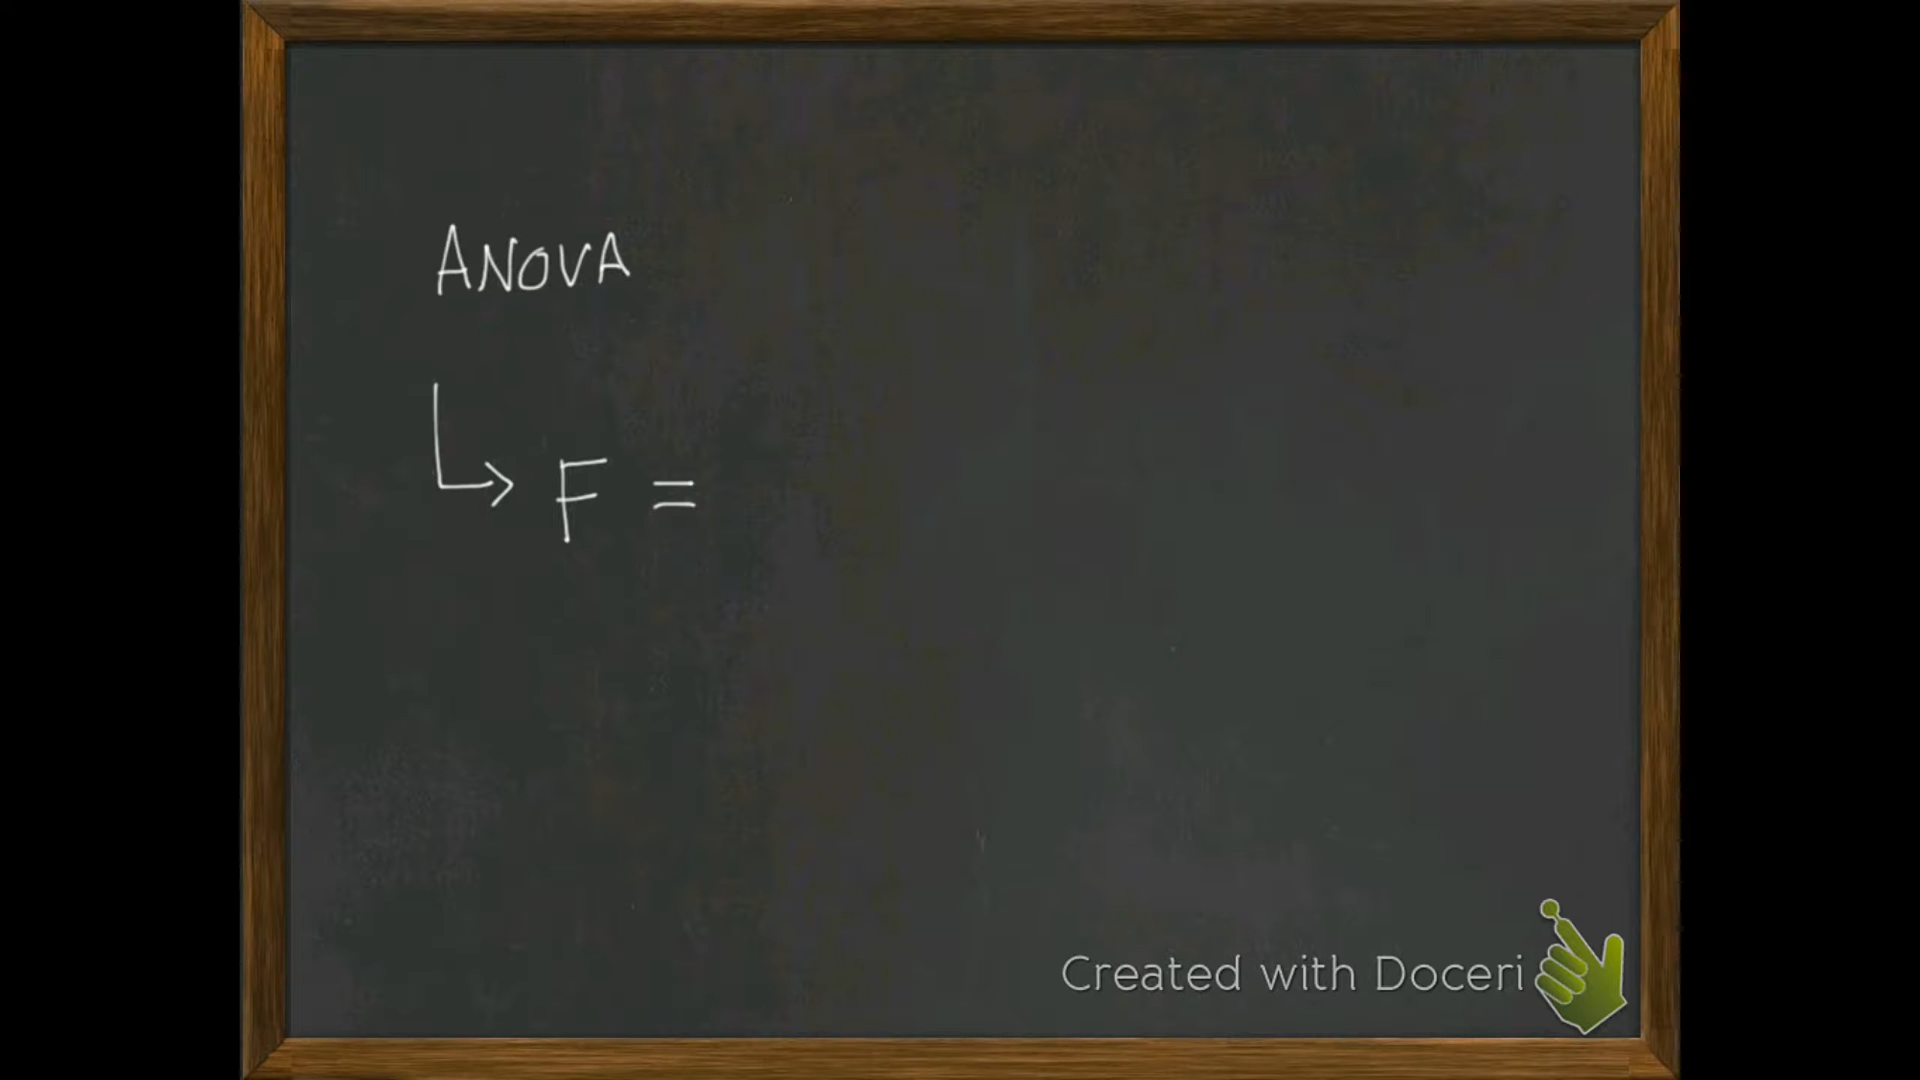 ANOVA
F =
Created with Doceri